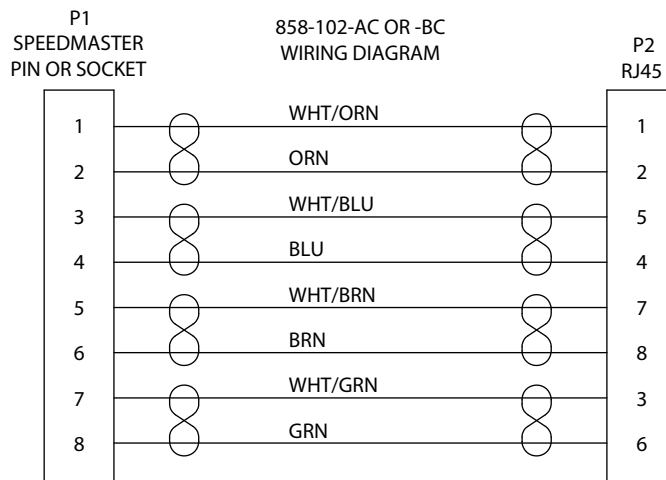 P1
SPEEDMASTER
PIN OR SOCKET
858-102-AC OR -BC
WIRING DIAGRAM
P2
RJ45
1 WHT/ORN 1
2 ORN 2
3 WHT/BLU 5
4 BLU 4
5 WHT/BRN 7
6 BRN 8
7 WHT/GRN 3
8 GRN 6